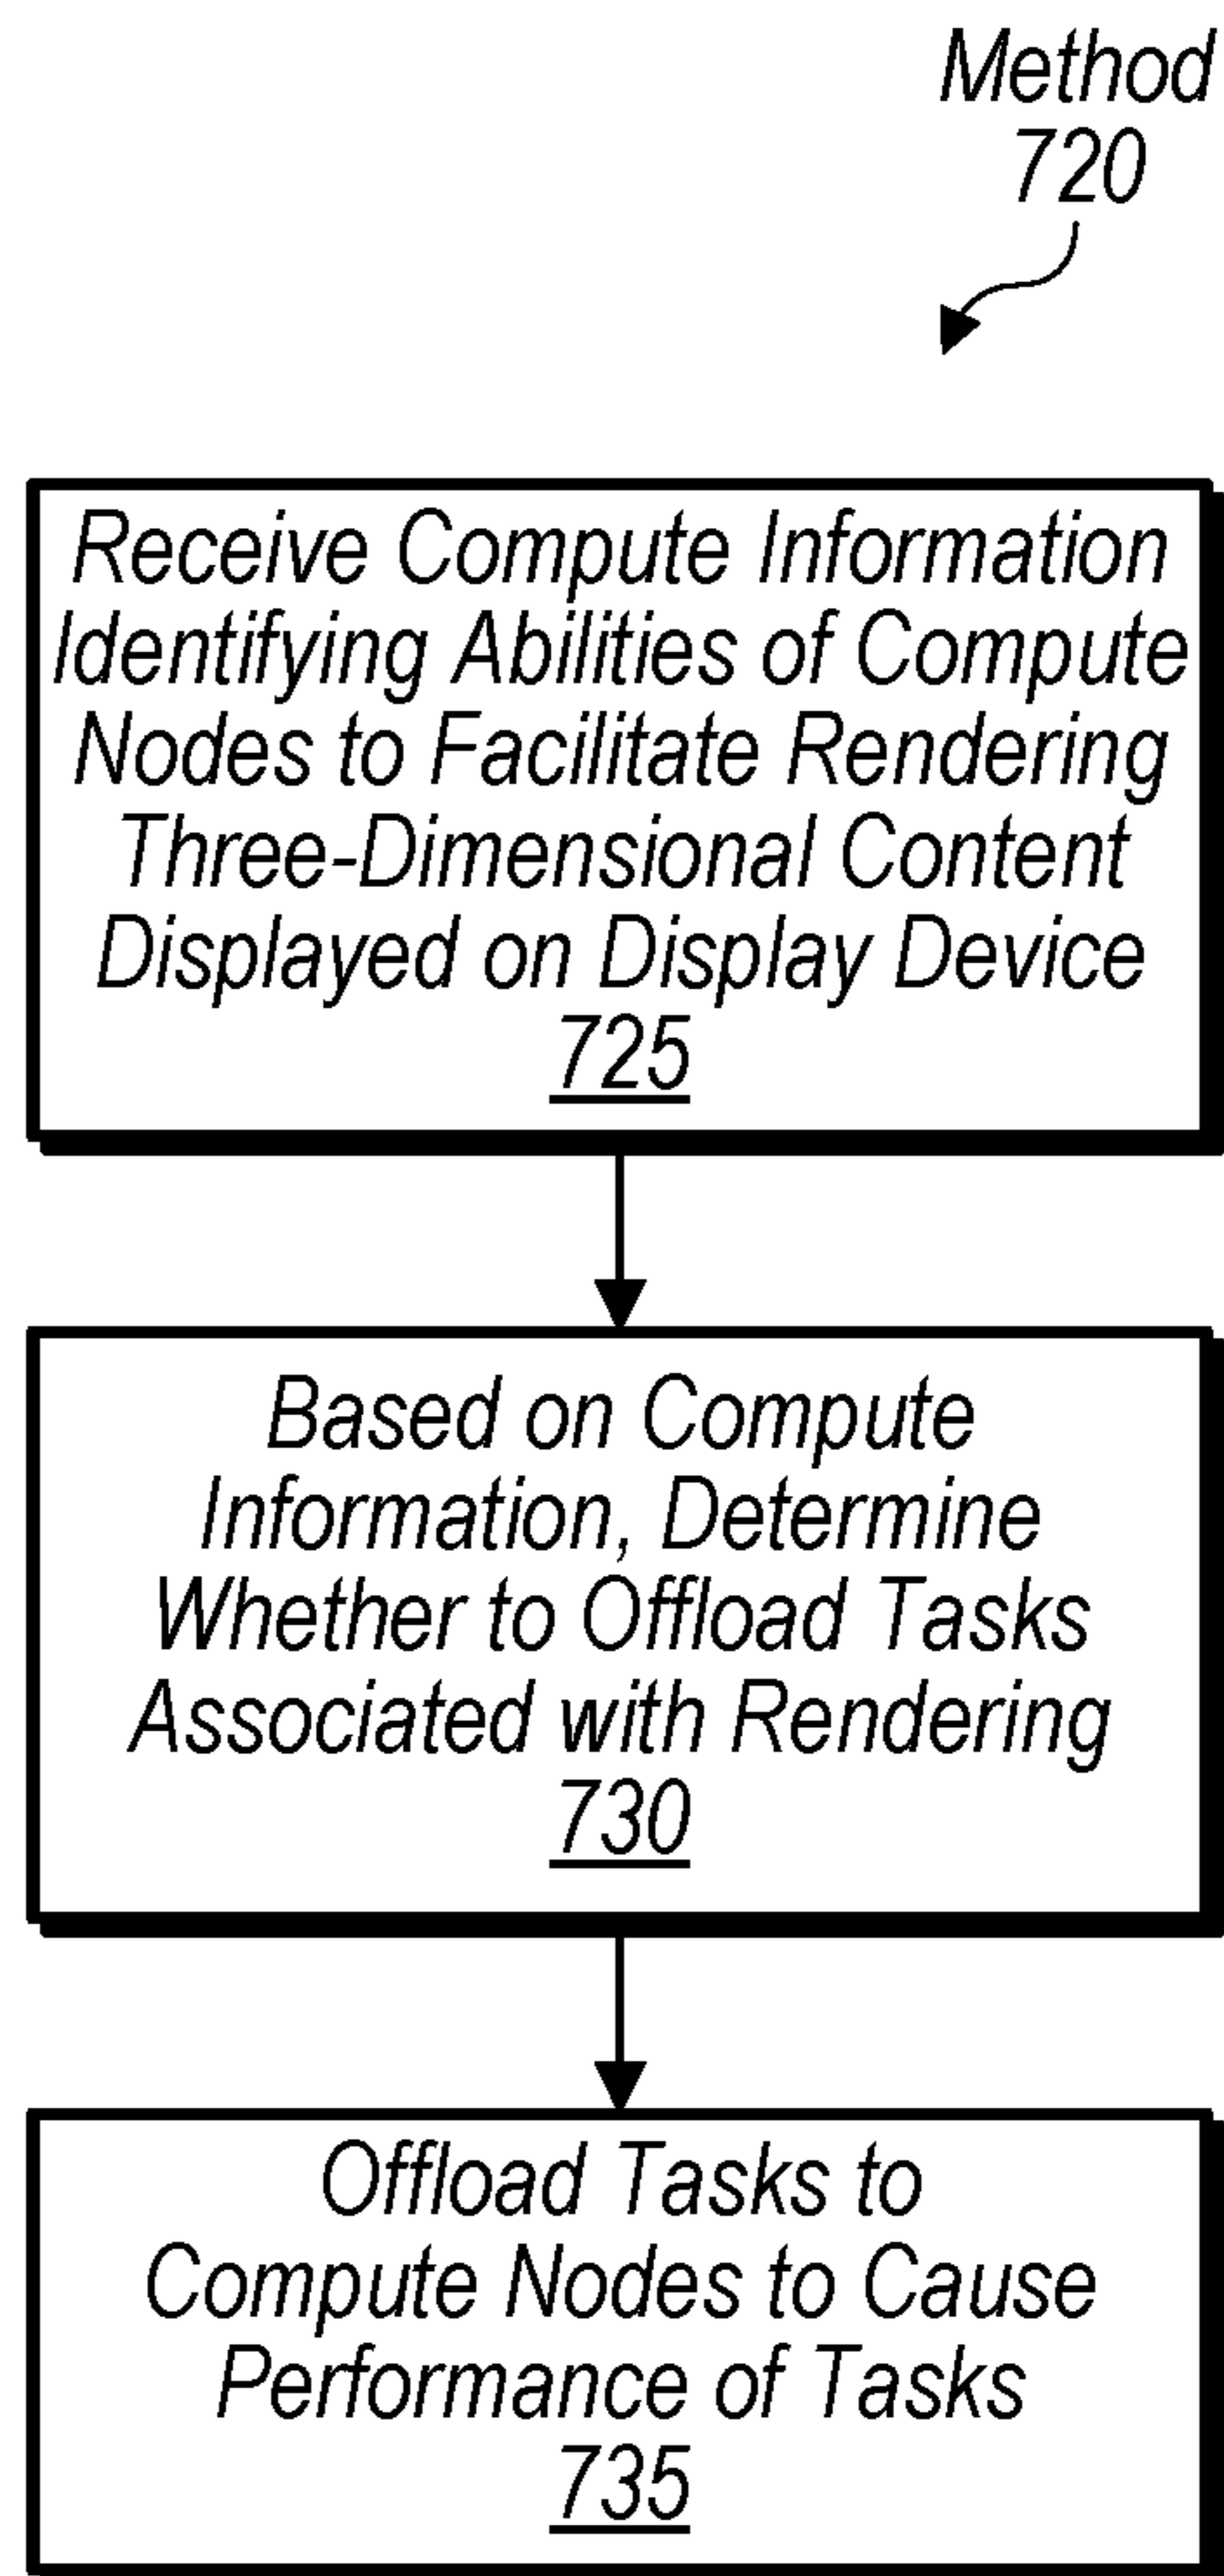 Method
720
Receive Compute Information
Identifying Abilities of Compute
Nodes to Facilitate Rendering
Three-Dimensional Content
Displayed on Display Device
725
Based on Compute
Information, Determine
Whether to Offload Tasks
Associated with Rendering
730
Offload Tasks to
Compute Nodes to Cause
Performance of Tasks
735